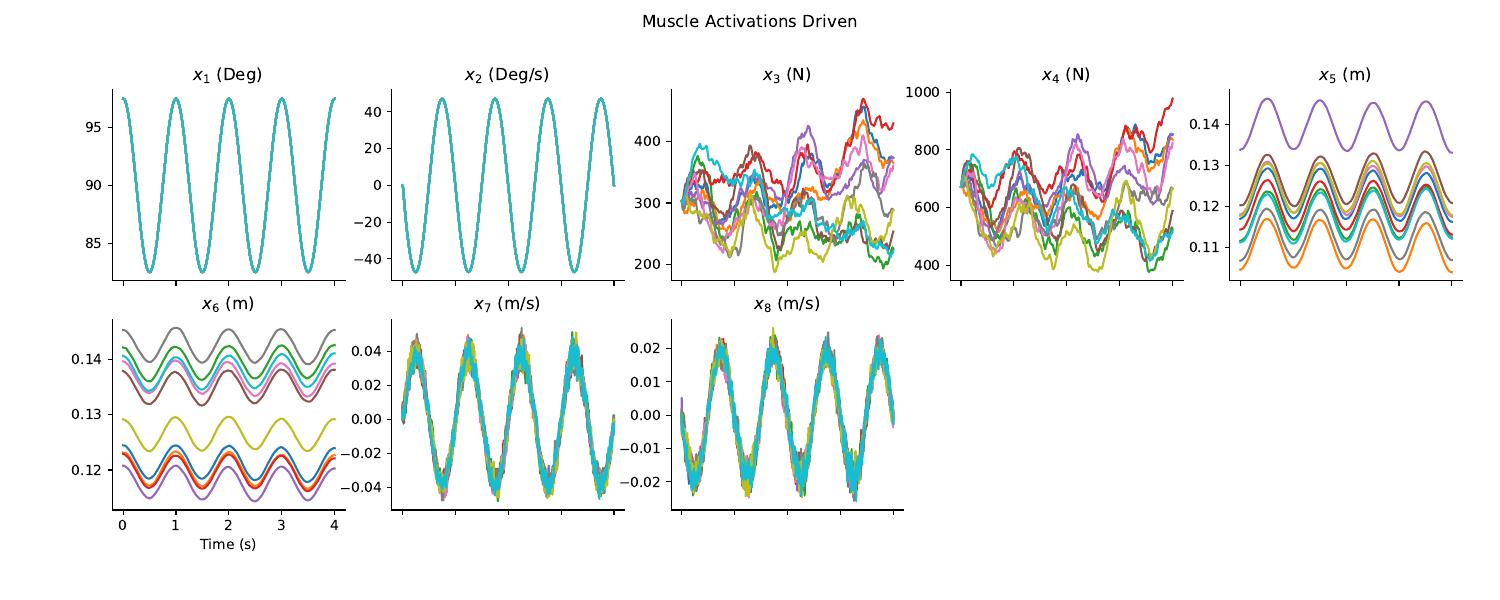 Muscle Activations Driven
x₁ (Deg)
x₂ (Deg/s)
x₃ (N)
x₄ (N)
x₅ (m)
95
90
85
40
20
0
−20
−40
400
300
200
1000
800
600
400
0.14
0.13
0.12
0.11
x₆ (m)
x₇ (m/s)
x₈ (m/s)
0.14
0.13
0.12
0.04
0.02
0.00
−0.02
−0.04
0.02
0.01
0.00
−0.01
−0.02
0 1 2 3 4
Time (s)